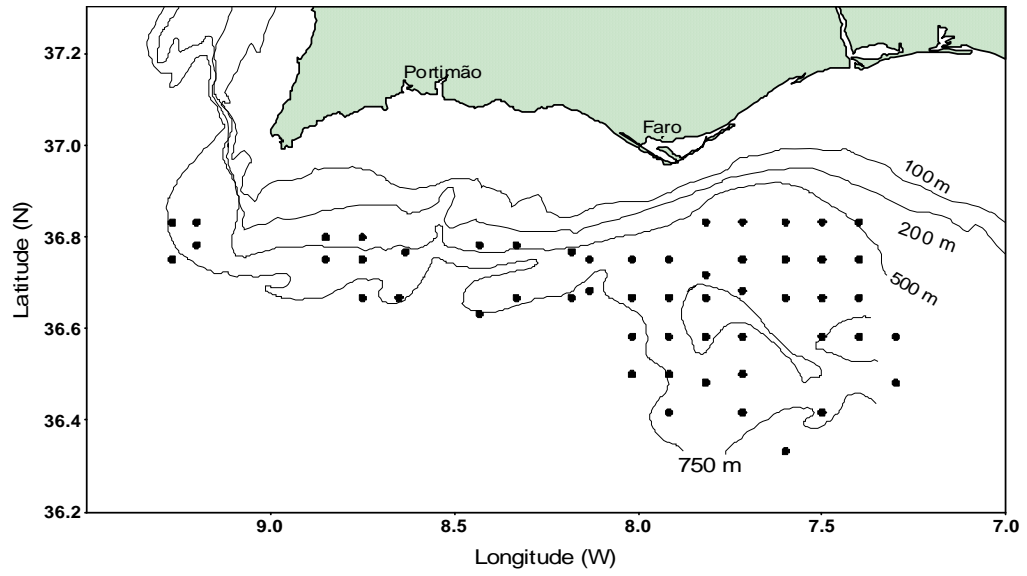 37.2
Portimão
Faro
37.0
100 m
36.8
200 m
500 m
Latitude (N)
36.6
36.4
750 m
36.2
9.0
8.5
8.0
7.5
7.0
Longitude (W)